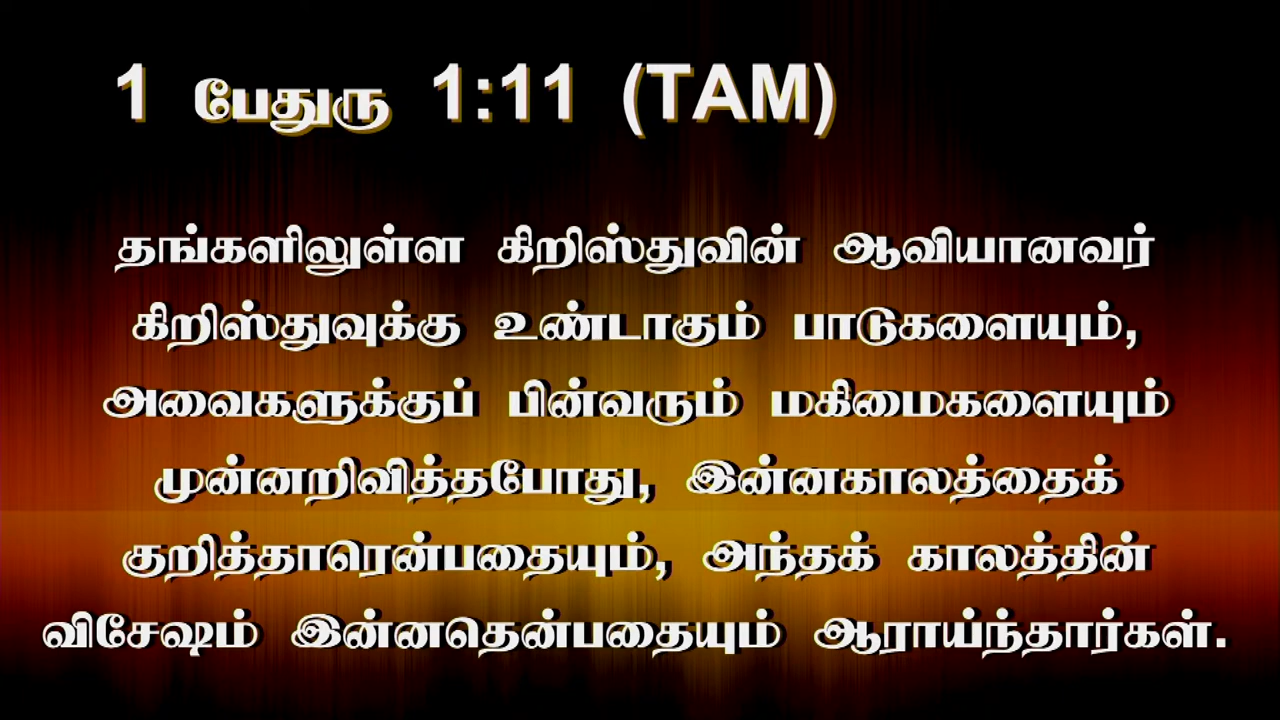 1 பேதுரு 1:11 (TAM)
தங்களிலுள்ள கிறிஸ்துவின் ஆவியானவர்
கிறிஸ்துவுக்கு உண்டாகும் பாடுகளையும்,
அவைகளுக்குப் பின்வரும் மகிமைகளையும்
முன்னறிவித்தபோது, இன்னகாலத்தைக்
குறித்தாரென்பதையும், அந்தக் காலத்தின்
விசேஷம் இன்னதென்பதையும் ஆராய்ந்தார்கள்.